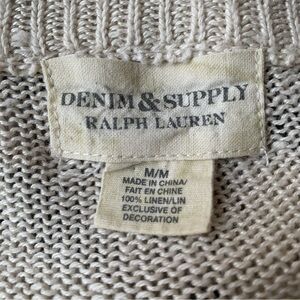 DENIM & SUPPLY
RALPH LAUREN
M/M
MADE IN CHINA/
FAIT EN CHINE
100% LINEN/LIN
EXCLUSIVE OF
DECORATION